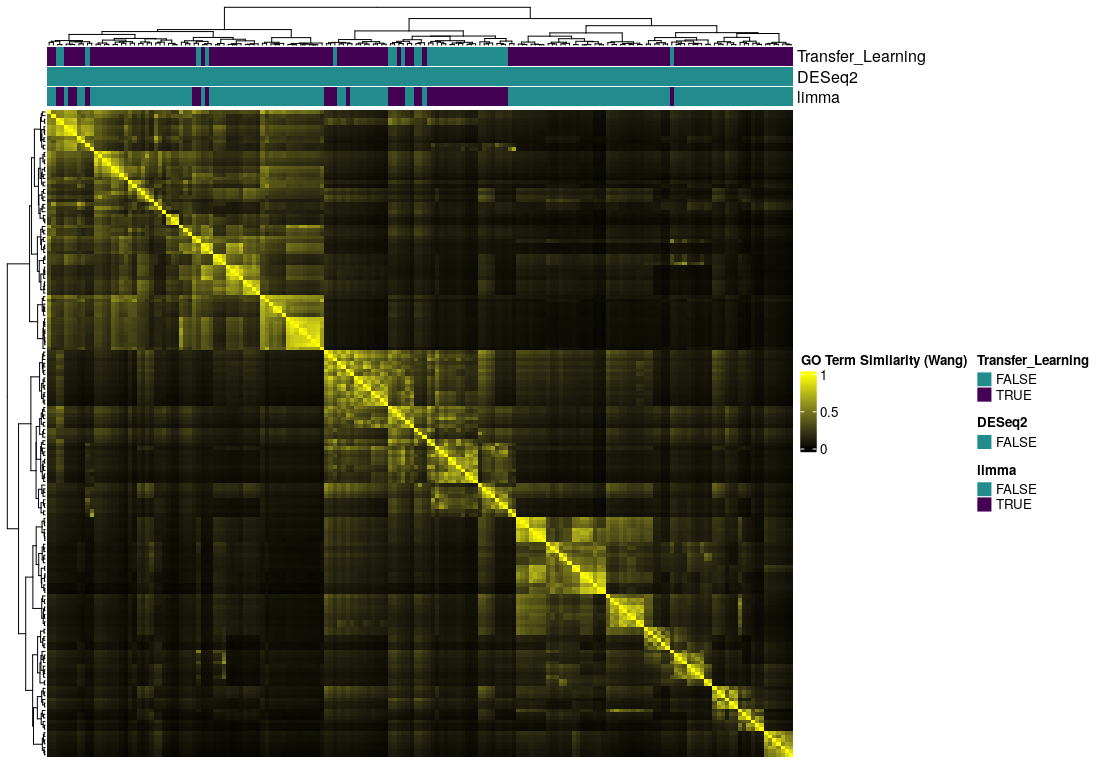 Transfer_Learning
DESeq2
limma
GO Term Similarity (Wang)
1
0.5
0
Transfer_Learning
FALSE
TRUE
DESeq2
FALSE
limma
FALSE
TRUE